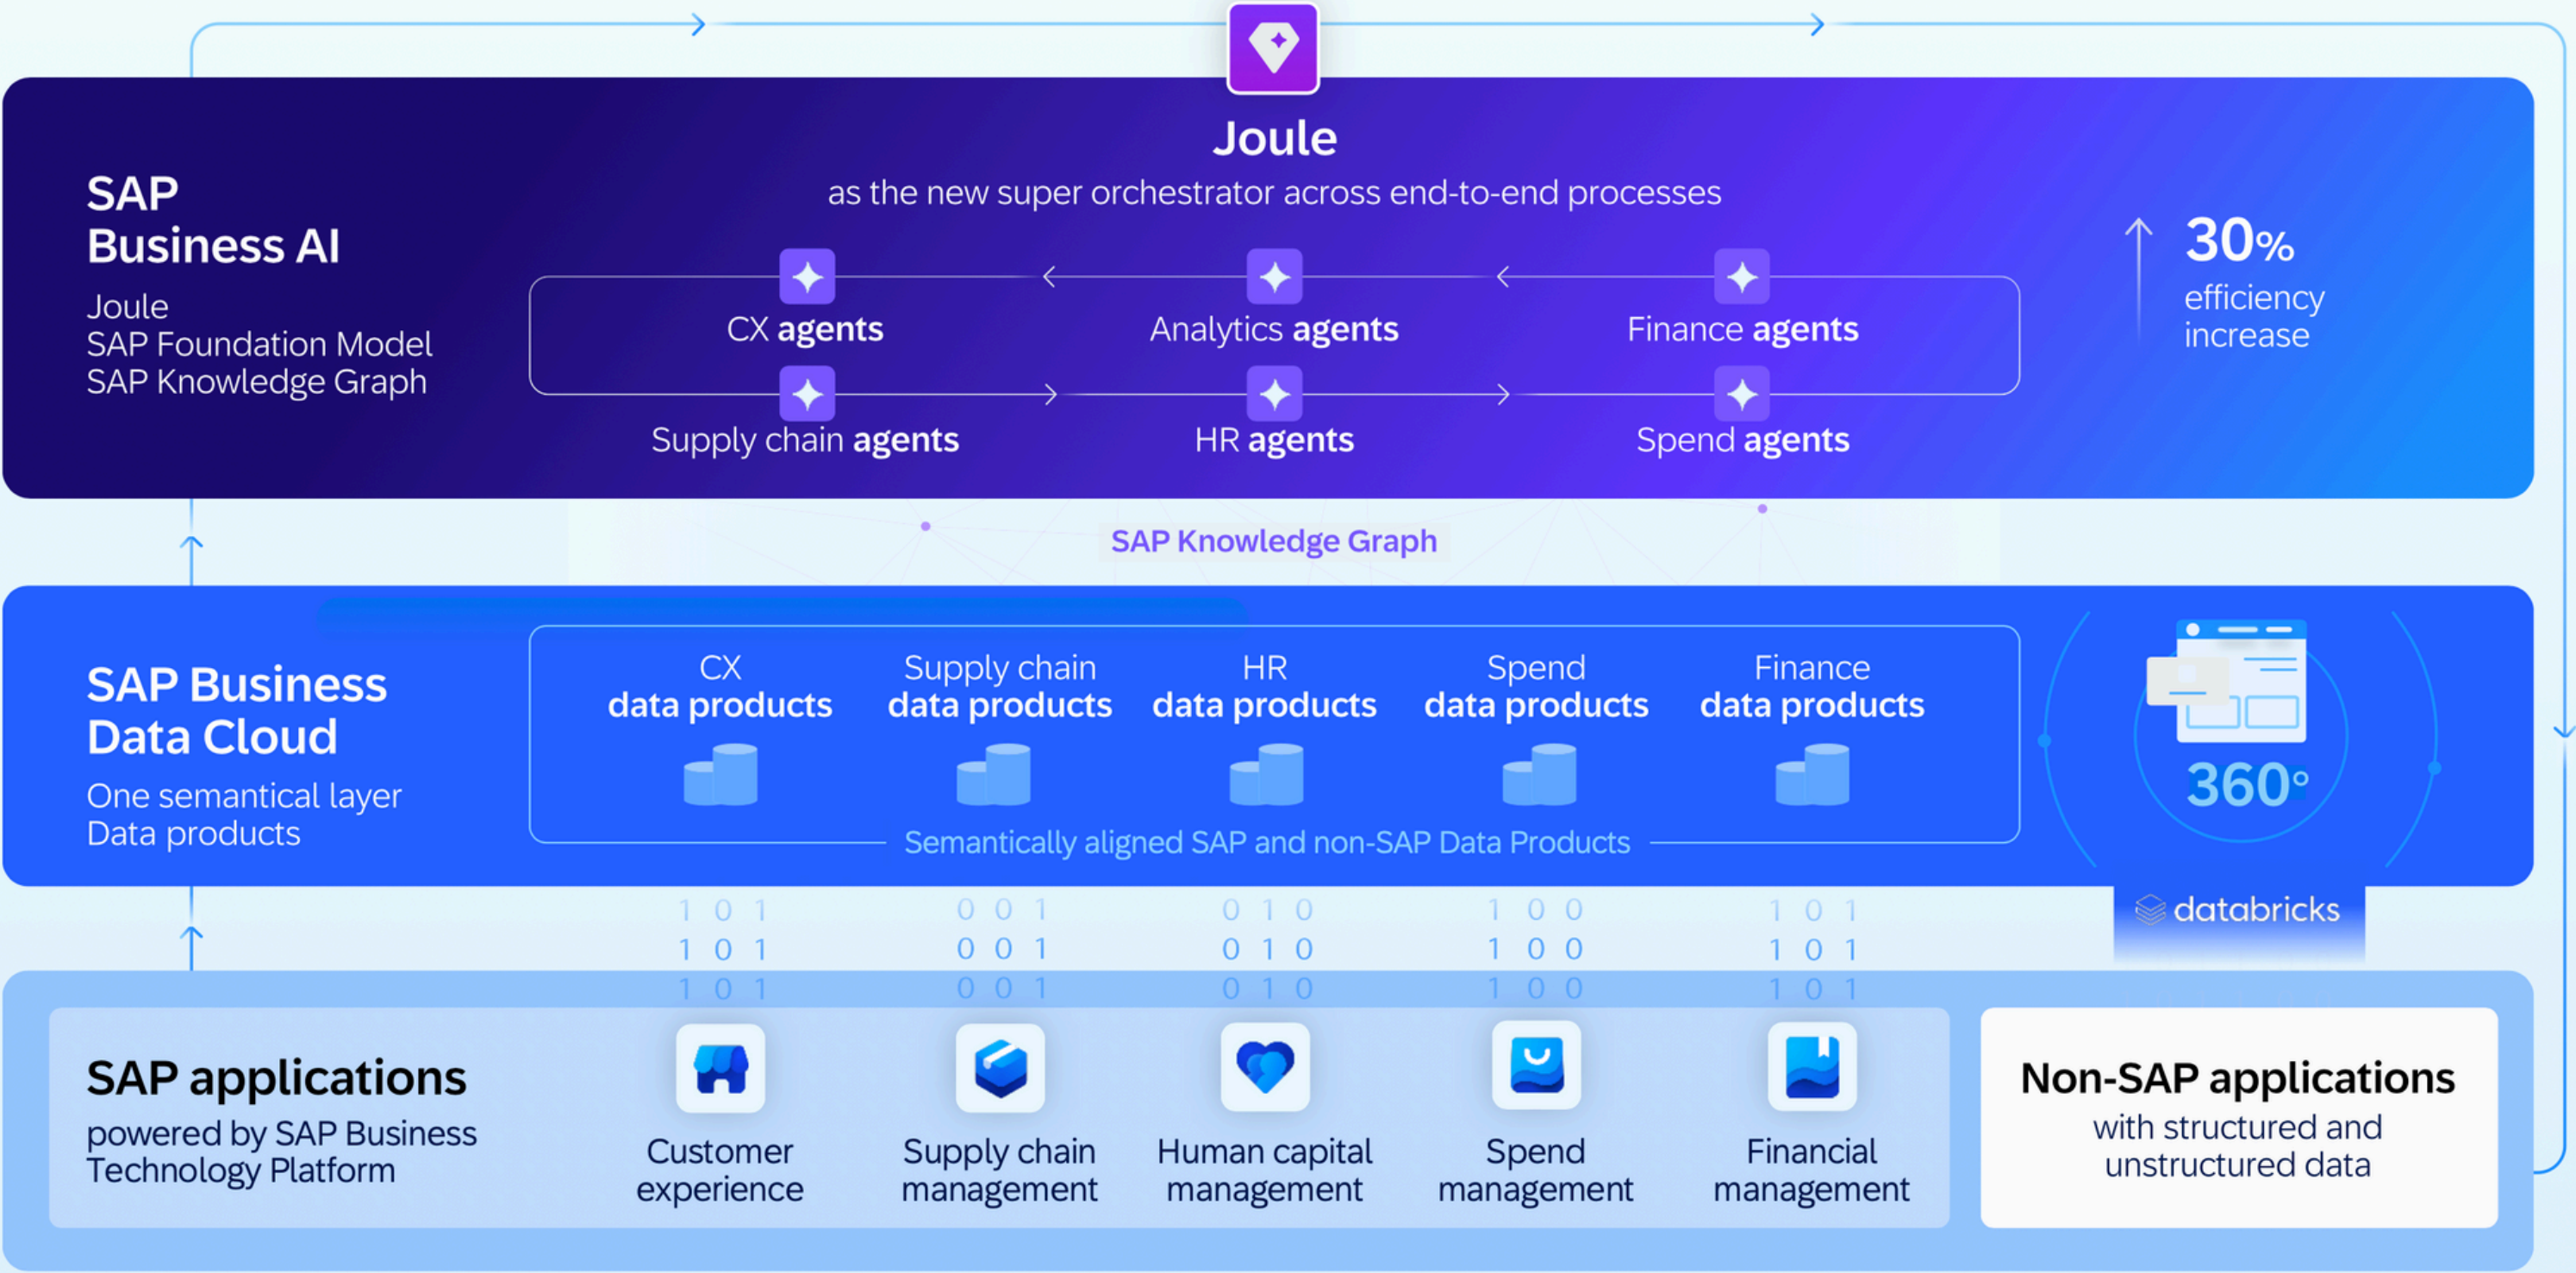 Joule
as the new super orchestrator across end-to-end processes
SAP
Business AI
Joule
SAP Foundation Model
SAP Knowledge Graph
CX agents
Analytics agents
Finance agents
Supply chain agents
HR agents
Spend agents
30%
efficiency
increase
SAP Knowledge Graph
SAP Business
Data Cloud
One semantical layer
Data products
CX
data products
Supply chain
data products
HR
data products
Spend
data products
Finance
data products
Semantically aligned SAP and non-SAP Data Products
360°
databricks
1 0 1
0 0 1
0 1 0
1 0 0
1 0 1
1 0 1
0 0 1
0 1 0
1 0 0
1 0 1
1 0 1
0 0 1
0 1 0
1 0 0
1 0 1
SAP applications
powered by SAP Business
Technology Platform
Customer
experience
Supply chain
management
Human capital
management
Spend
management
Financial
management
Non-SAP applications
with structured and
unstructured data